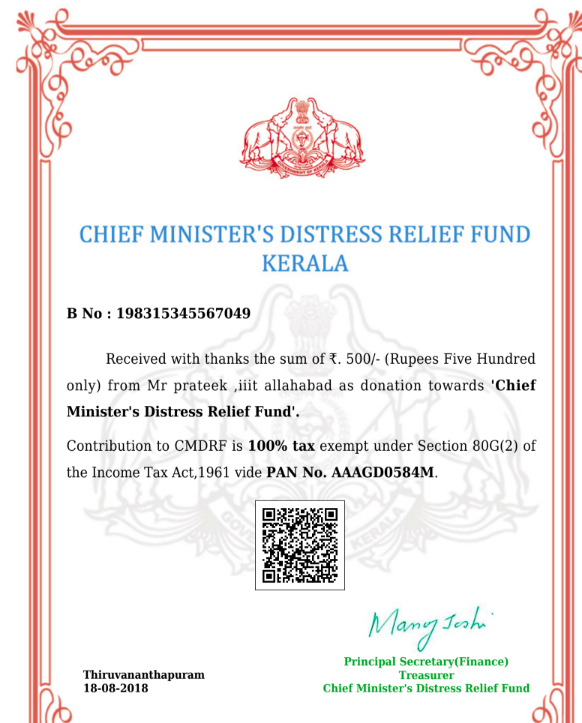 CHIEF MINISTER'S DISTRESS RELIEF FUND
KERALA
B No : 198315345567049
Received with thanks the sum of ₹. 500/- (Rupees Five Hundred
only) from Mr prateek ,iiit allahabad as donation towards 'Chief
Minister's Distress Relief Fund'.
Contribution to CMDRF is 100% tax exempt under Section 80G(2) of
the Income Tax Act,1961 vide PAN No. AAAGD0584M.
Manoj Joshi
Principal Secretary(Finance)
Treasurer
Chief Minister's Distress Relief Fund
Thiruvananthapuram
18-08-2018